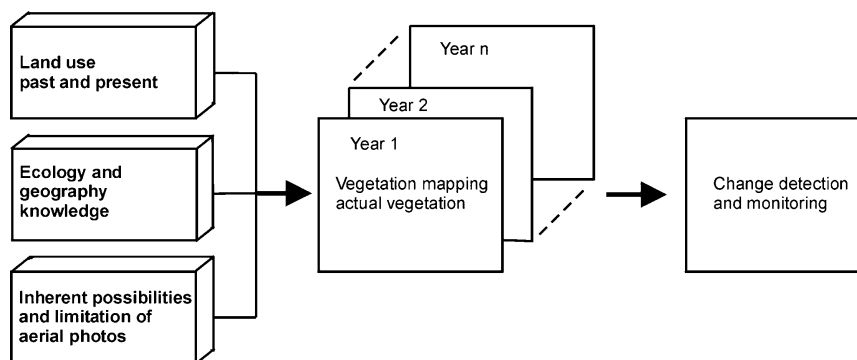 Land use
past and present
Ecology and
geography
knowledge
Inherent possibilities
and limitation of
aerial photos
Year n
Year 2
Year 1
Vegetation mapping
actual vegetation
Change detection
and monitoring